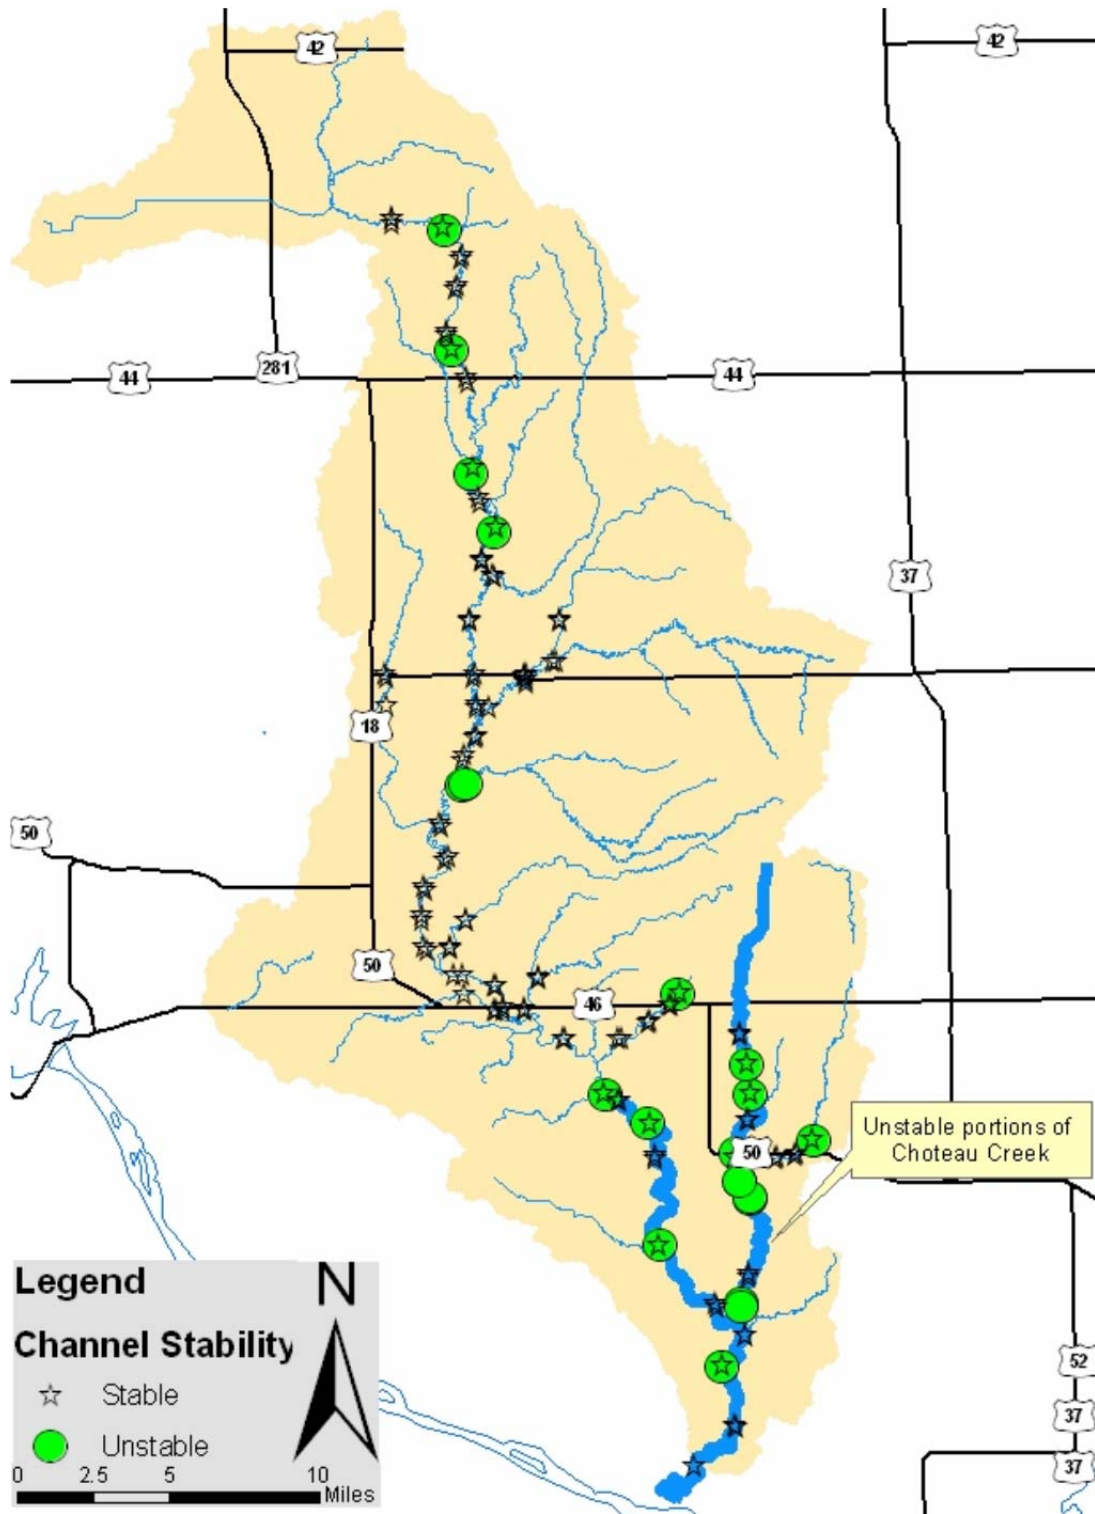 42
42
44
281
44
37
18
50
50
46
50
Unstable portions of
Choteau Creek
Legend
N
Channel Stability
Stable
Unstable
0 2.5 5 10
Miles
52
37
37